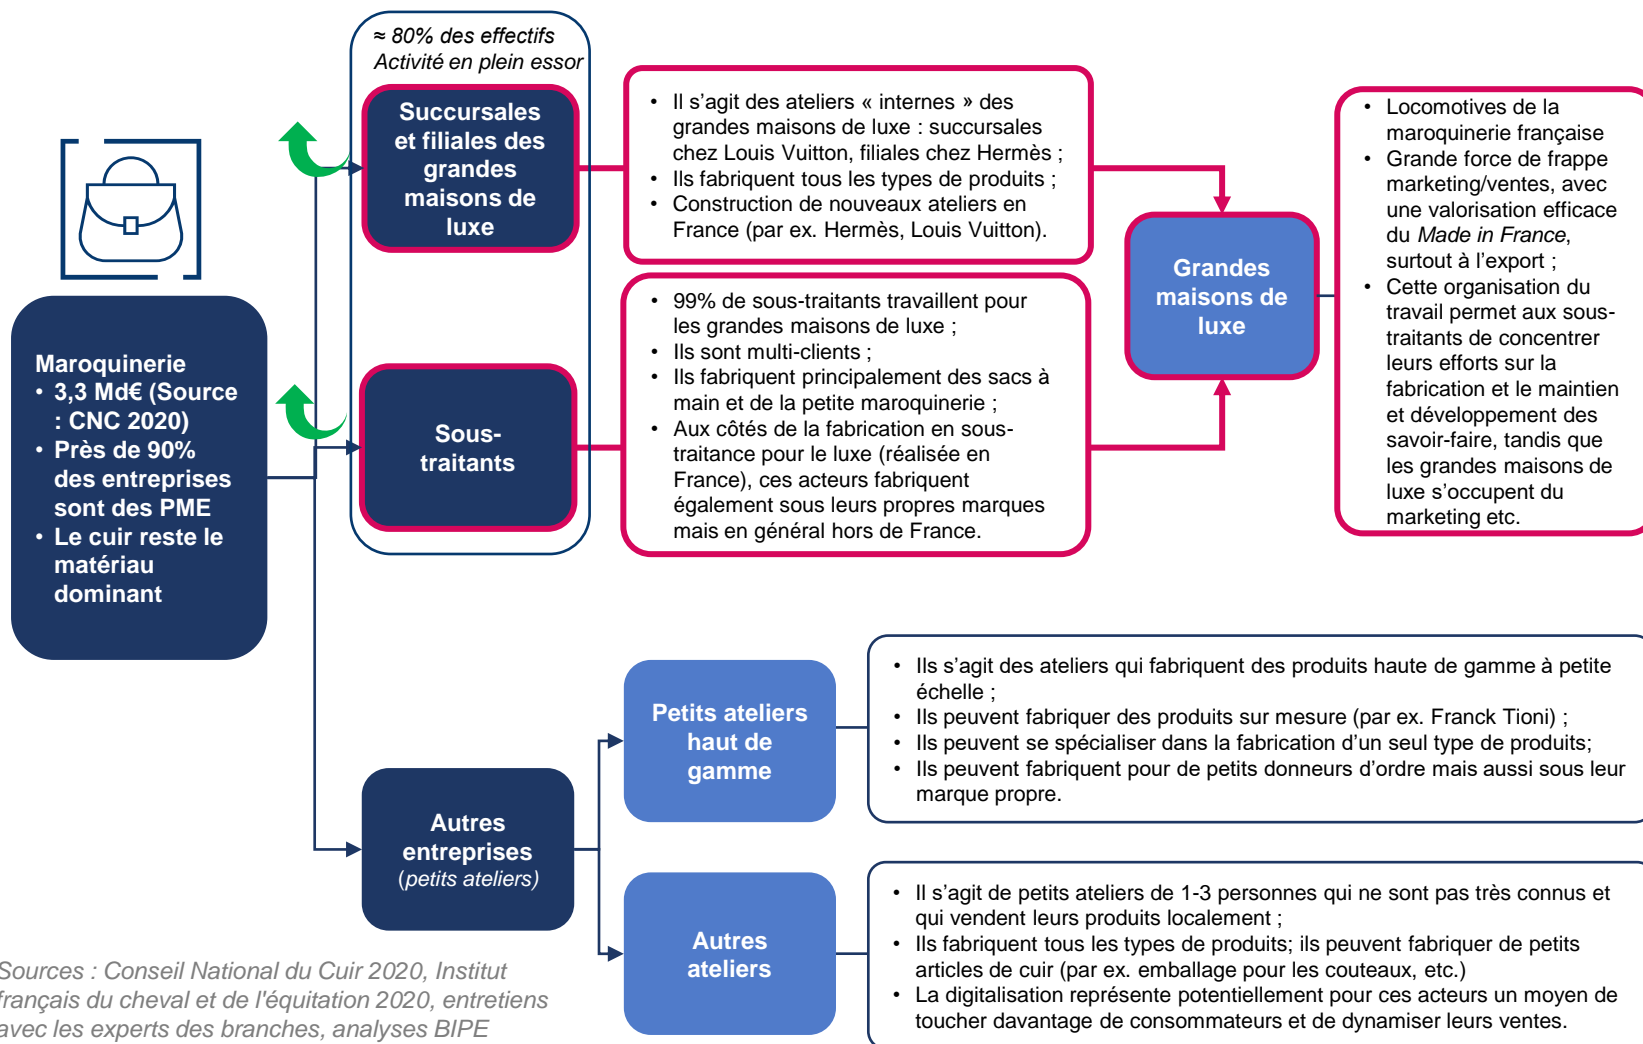 ≈ 80% des effectifs
Activité en plein essor
Succursales
et filiales des
grandes
maisons de
luxe
• Il s’agit des ateliers « internes » des
grandes maisons de luxe : succursales
chez Louis Vuitton, filiales chez Hermès ;
• Ils fabriquent tous les types de produits ;
• Construction de nouveaux ateliers en
France (par ex. Hermès, Louis Vuitton).
Grandes
maisons de
luxe
• Locomotives de la
maroquinerie française
• Grande force de frappe
marketing/ventes, avec
une valorisation efficace
du Made in France,
surtout à l’export ;
• Cette organisation du
travail permet aux sous-
traitants de concentrer
leurs efforts sur la
fabrication et le maintien
et développement des
savoir-faire, tandis que
les grandes maisons de
luxe s’occupent du
marketing etc.
Maroquinerie
• 3,3 Md€ (Source
: CNC 2020)
• Près de 90%
des entreprises
sont des PME
• Le cuir reste le
matériau
dominant
Sous-
traitants
• 99% de sous-traitants travaillent pour
les grandes maisons de luxe ;
• Ils sont multi-clients ;
• Ils fabriquent principalement des sacs à
main et de la petite maroquinerie ;
• Aux côtés de la fabrication en sous-
traitance pour le luxe (réalisée en
France), ces acteurs fabriquent
également sous leurs propres marques
mais en général hors de France.
Autres
entreprises
(petits ateliers)
Petits ateliers
haut de
gamme
• Ils s’agit des ateliers qui fabriquent des produits haute de gamme à petite
échelle ;
• Ils peuvent fabriquer des produits sur mesure (par ex. Franck Tioni) ;
• Ils peuvent se spécialiser dans la fabrication d’un seul type de produits;
• Ils peuvent fabriquent pour de petits donneurs d’ordre mais aussi sous leur
marque propre.
Autres
ateliers
• Il s’agit de petits ateliers de 1-3 personnes qui ne sont pas très connus et
qui vendent leurs produits localement ;
• Ils fabriquent tous les types de produits; ils peuvent fabriquer de petits
articles de cuir (par ex. emballage pour les couteaux, etc.)
• La digitalisation représente potentiellement pour ces acteurs un moyen de
toucher davantage de consommateurs et de dynamiser leurs ventes.
Sources : Conseil National du Cuir 2020, Institut
français du cheval et de l'équitation 2020, entretiens
avec les experts des branches, analyses BIPE